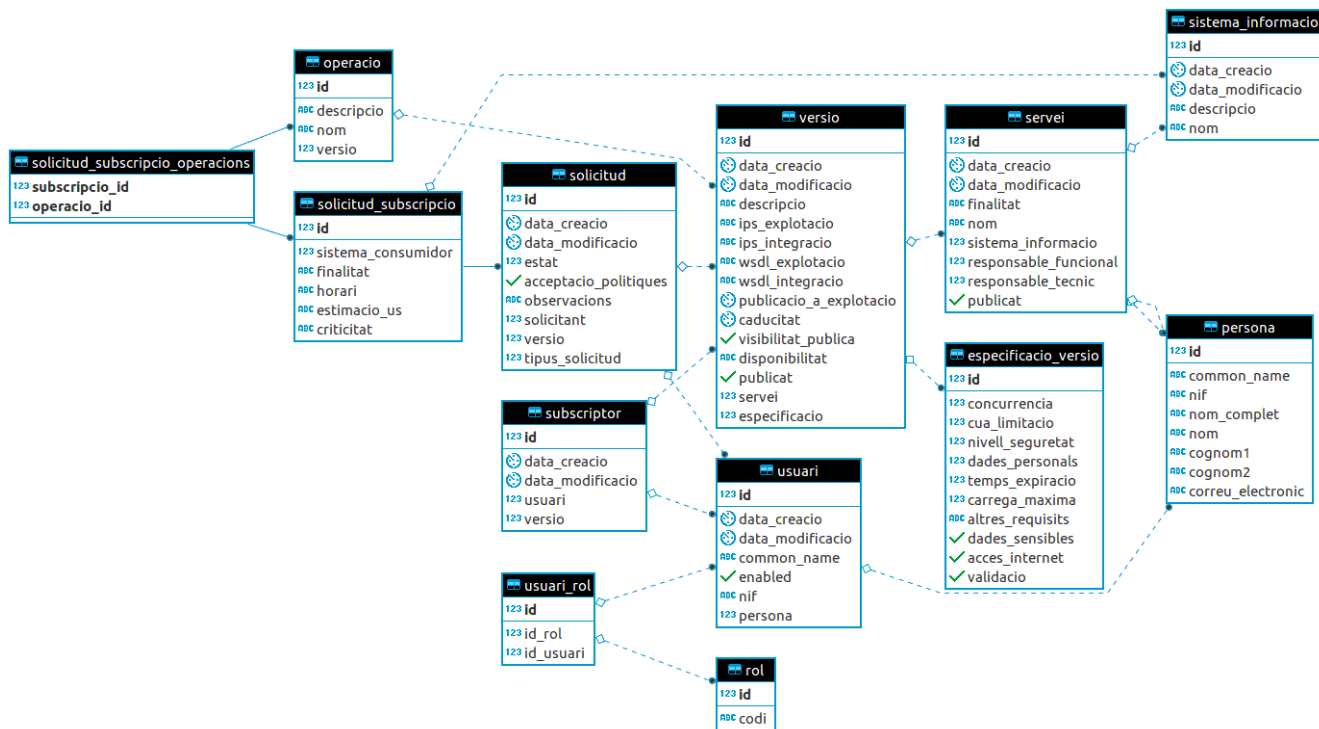 solicitud_subscripcio_operacions
123 subscripcio_id
123 operacio_id
operacio
123 id
ABC descripcio
ABC nom
123 versio
solicitud_subscripcio
123 id
123 sistema_consumidor
ABC finalitat
ABC horari
ABC estimacio_us
ABC criticitat
solicitud
123 id
data_creacio
data_modificacio
123 estat
acceptacio_politiques
ABC observacions
123 solicitant
123 versio
123 tipus_solicitud
subscriptor
123 id
data_creacio
data_modificacio
123 usuari
123 versio
usuari_rol
123 id
123 id_rol
123 id_usuari
versio
123 id
data_creacio
data_modificacio
ABC descripcio
ABC ips_explotacio
ABC ips_integracio
ABC wsdl_explotacio
ABC wsdl_integracio
publicacio_a_explotacio
caducitat
visibilitat_publica
ABC disponibilitat
publicat
123 servei
123 especificacio
usuari
123 id
data_creacio
data_modificacio
ABC common_name
enabled
ABC nif
123 persona
rol
123 id
ABC codi
servei
123 id
data_creacio
data_modificacio
ABC finalitat
ABC nom
123 sistema_informacio
123 responsable_funcional
123 responsable_tecnic
publicat
especificacio_versio
123 id
123 concurrencia
123 cua_limitacio
123 nivell_seguretat
123 dades_personals
123 temps_expiracio
123 carrega_maxima
ABC altres_requisits
dades_sensibles
acces_internet
validacio
sistema_informacio
123 id
data_creacio
data_modificacio
ABC descripcio
ABC nom
persona
123 id
ABC common_name
ABC nif
ABC nom_complet
ABC nom
ABC cognom1
ABC cognom2
ABC correu_electronic